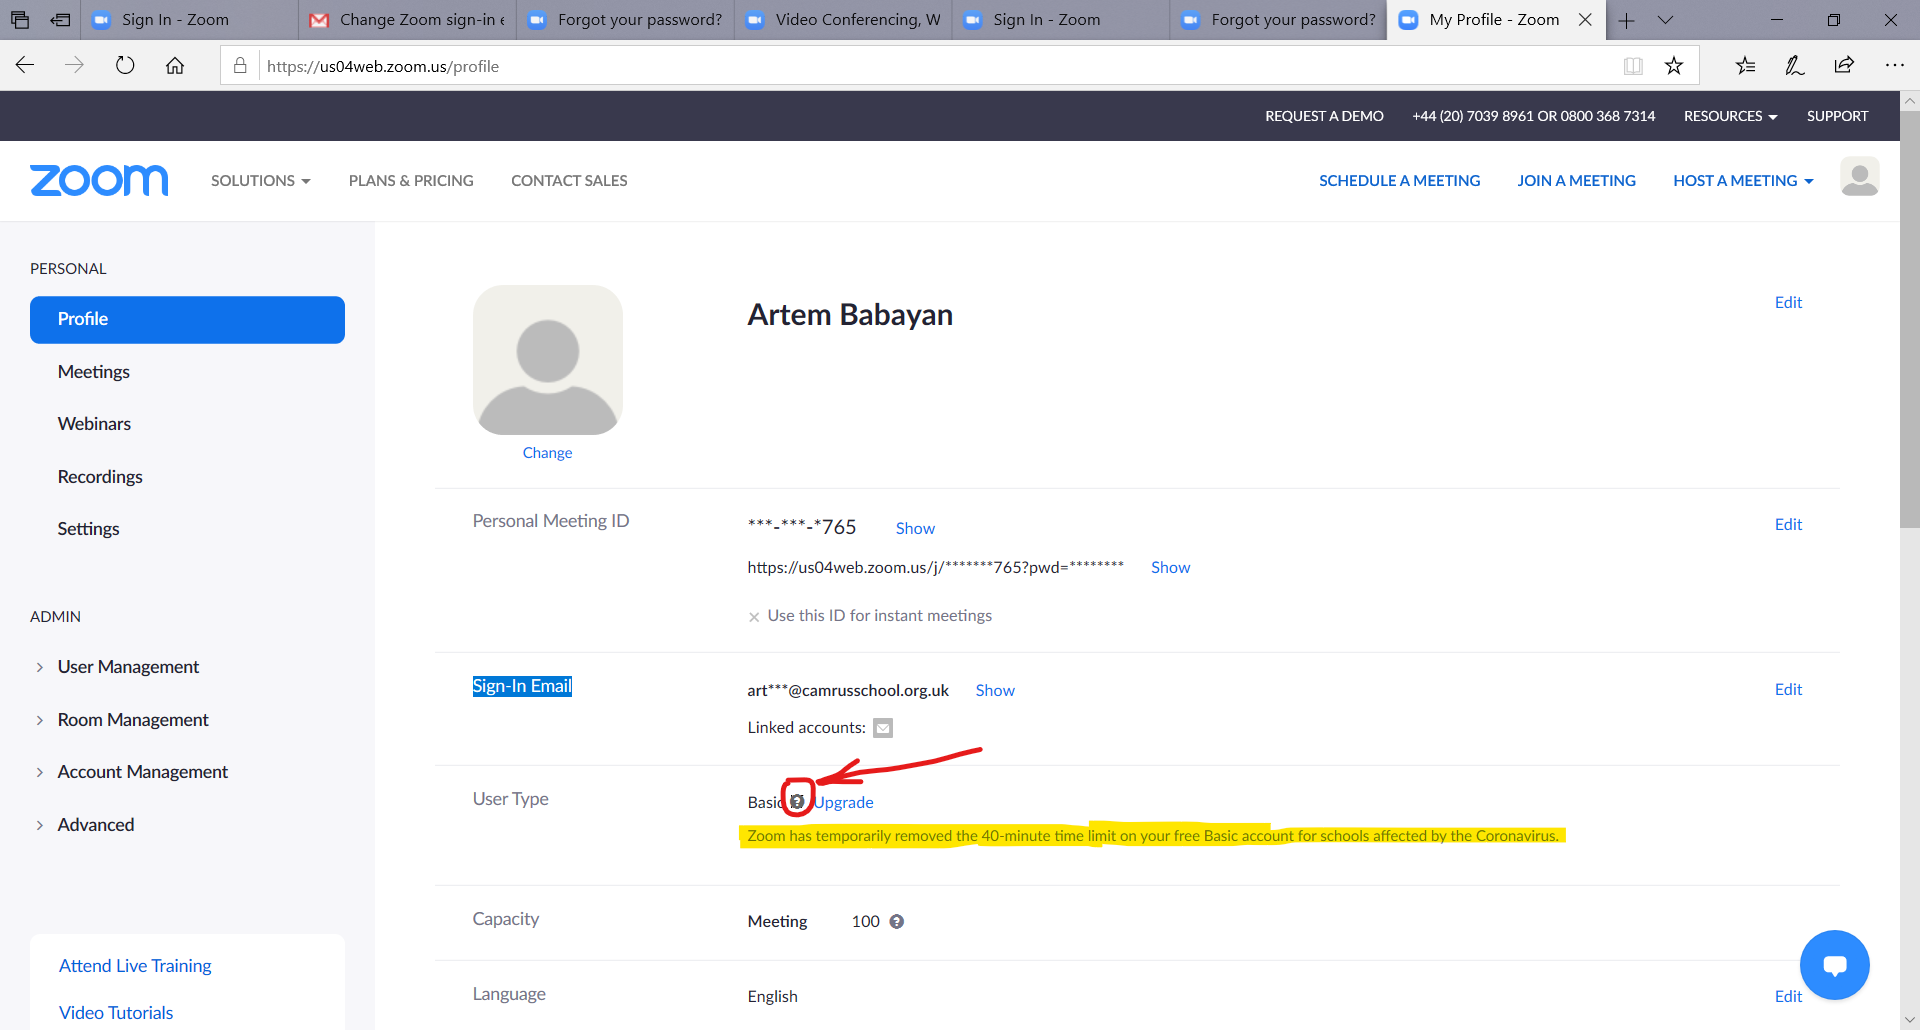 Sign In - Zoom
Change Zoom sign-in e
Forgot your password?
Video Conferencing, W
Sign In - Zoom
Forgot your password?
My Profile - Zoom
https://us04web.zoom.us/profile
REQUEST A DEMO
+44 (20) 7039 8961 OR 0800 368 7314
RESOURCES
SUPPORT
zoom
SOLUTIONS
PLANS & PRICING
CONTACT SALES
SCHEDULE A MEETING
JOIN A MEETING
HOST A MEETING
PERSONAL
Profile
Meetings
Webinars
Recordings
Settings
ADMIN
User Management
Room Management
Account Management
Advanced
Attend Live Training
Video Tutorials
Change
Artem Babayan
Edit
Personal Meeting ID
***-***-*765
Show
Edit
https://us04web.zoom.us/j/*******765?pwd=********
Show
Use this ID for instant meetings
Sign-In Email
art***@camrusschool.org.uk
Show
Edit
Linked accounts:
User Type
Basic
Upgrade
Zoom has temporarily removed the 40-minute time limit on your free Basic account for schools affected by the Coronavirus.
Capacity
Meeting
100
Language
English
Edit